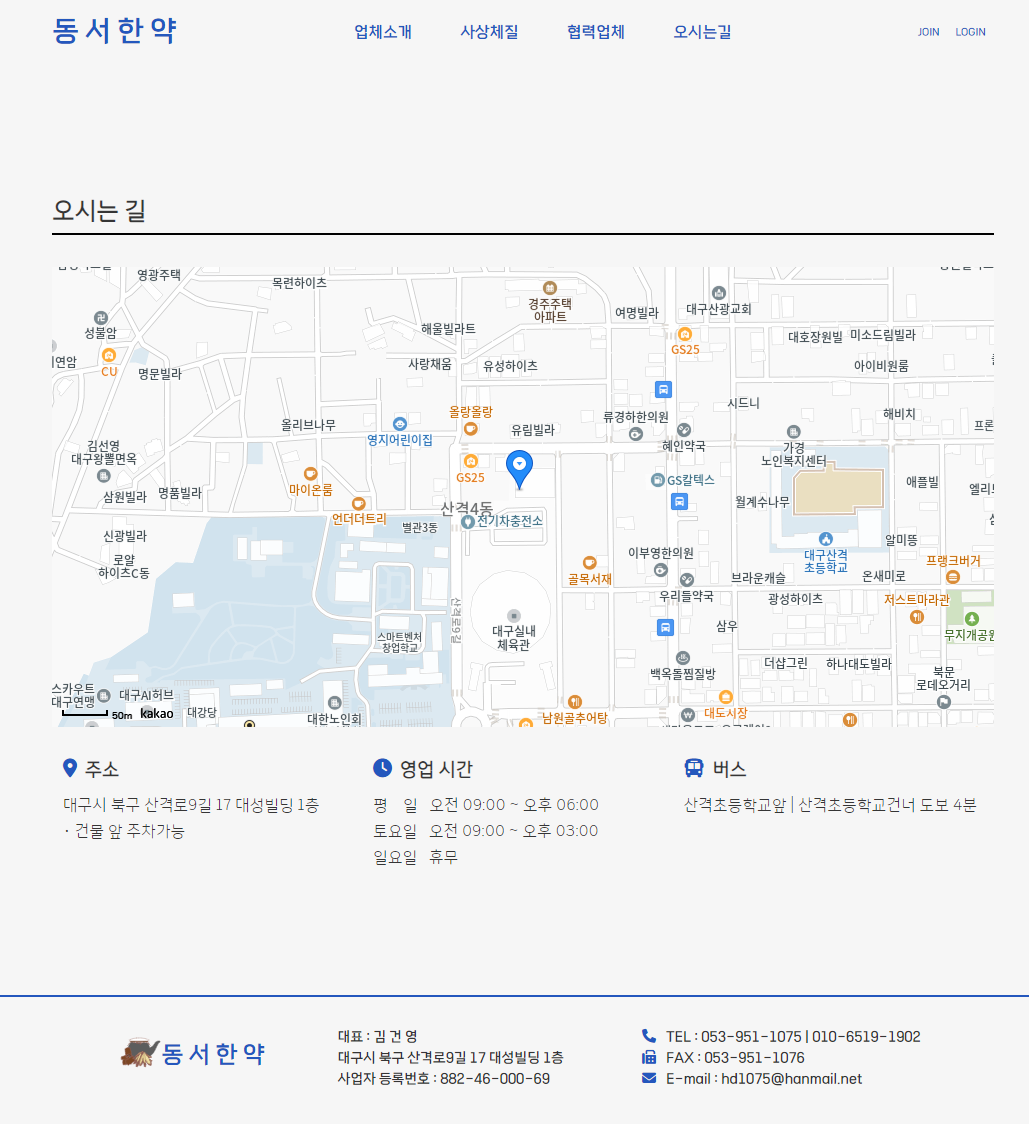 동서한약
업체소개 사상체질 협력업체 오시는길
JOIN LOGIN
오시는 길
영광주택
목련하이츠
경주주택
아파트
여명빌라
대구산광교회
성불암
해울빌라트
GS25
대호장원빌
미소드림빌라
CU
명문빌라
사랑채움
유성하이츠
아이비원룸
시드니
올랑올랑
류경하한의원
해비치
올리브나무
영지어린이집
유림빌라
혜인약국
가경
노인복지센터
김선영
대구왕뽈면옥
GS25
GS칼텍스
애플빌
마이온룸
삼원빌라
명품빌라
월계수나무
산격4동
언더더트리
별관3동
전기차충전소
신광빌라
알미뜽
로얄
하이츠C동
이부영한의원
대구산격
초등학교
프랭크버거
골목서재
브라운캐슬
온새미로
우리들약국
광성하이츠
저스트마라관
산격로9길
삼우
대구실내
체육관
무지개공원
스마트벤처
창업학교
더샵그린
하나대도빌라
백옥돌찜질방
북문
로데오거리
스카우트
대구연맹
대구AI허브
50m kakao
대강당
대한노인회
남원골추어탕
대도시장
주소
대구시 북구 산격로9길 17 대성빌딩 1층
· 건물 앞 주차가능
영업 시간
평 일 오전 09:00 ~ 오후 06:00
토요일 오전 09:00 ~ 오후 03:00
일요일 휴무
버스
산격초등학교앞 | 산격초등학교건너 도보 4분
동서한약
대표 : 김 건 영
대구시 북구 산격로9길 17 대성빌딩 1층
사업자 등록번호 : 882-46-000-69
TEL : 053-951-1075 | 010-6519-1902
FAX : 053-951-1076
E-mail : hd1075@hanmail.net